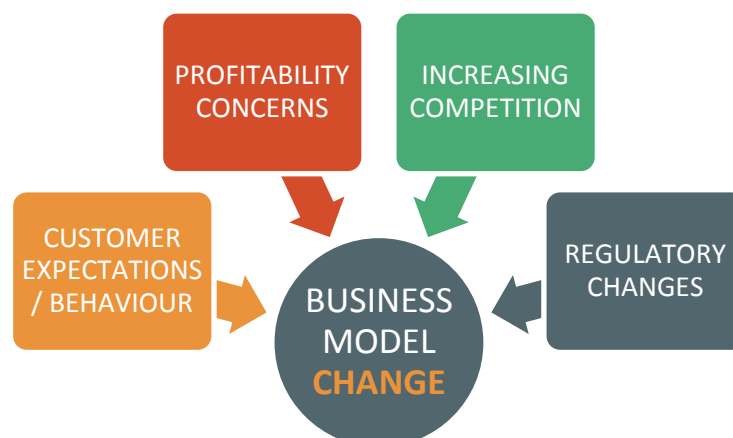 PROFITABILITY
CONCERNS
INCREASING
COMPETITION
CUSTOMER
EXPECTATIONS
/ BEHAVIOUR
REGULATORY
CHANGES
BUSINESS
MODEL
CHANGE